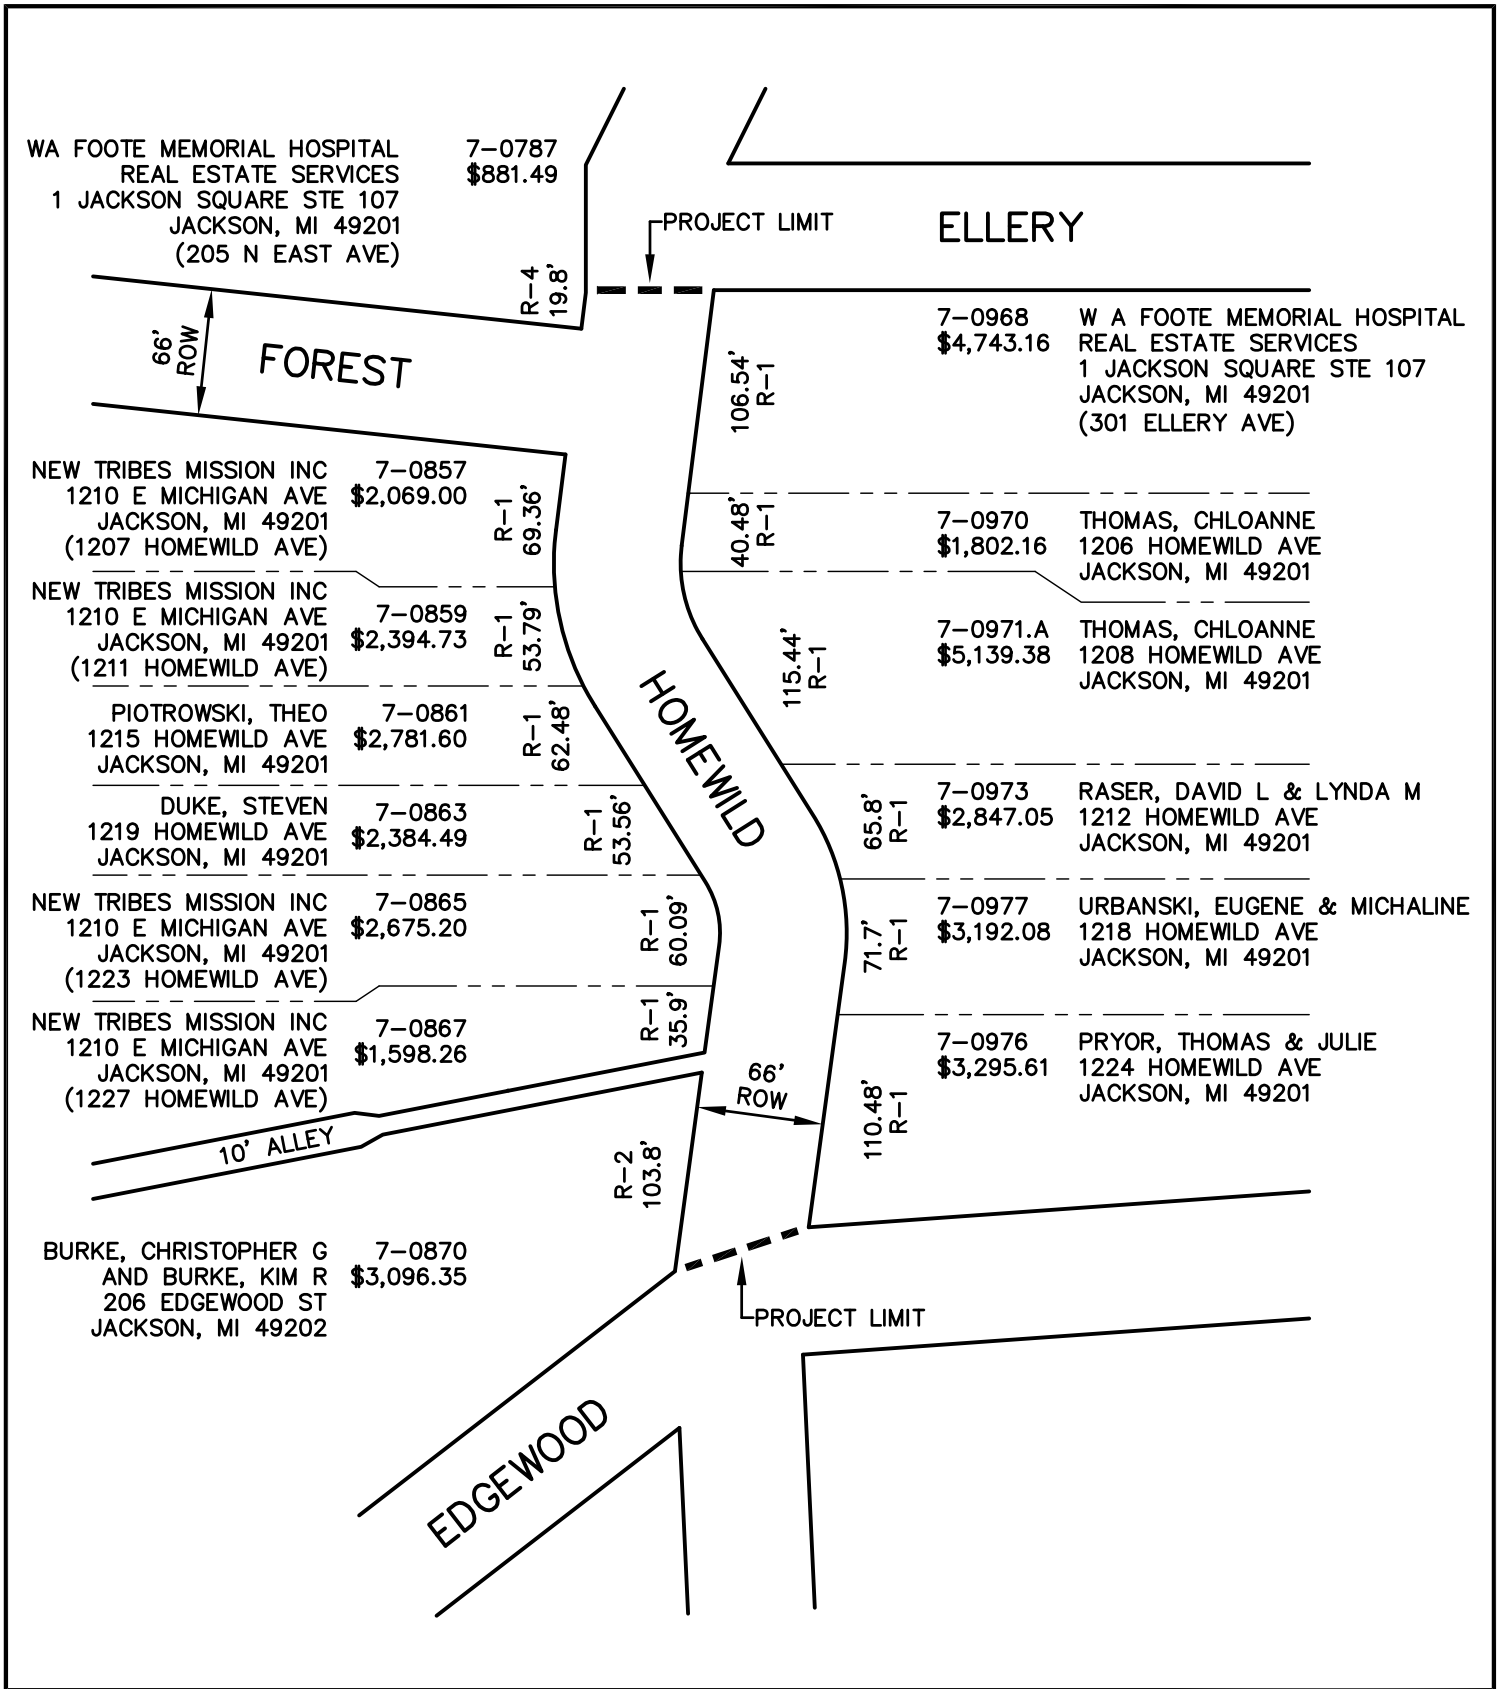 WA FOOTE MEMORIAL HOSPITAL
REAL ESTATE SERVICES
1 JACKSON SQUARE STE 107
JACKSON, MI 49201
(205 N EAST AVE)
7-0787
$881.49
R-4
19.8'
PROJECT LIMIT
ELLERY
66'
ROW
FOREST
106.54'
R-1
7-0968
$4,743.16
W A FOOTE MEMORIAL HOSPITAL
REAL ESTATE SERVICES
1 JACKSON SQUARE STE 107
JACKSON, MI 49201
(301 ELLERY AVE)
NEW TRIBES MISSION INC
1210 E MICHIGAN AVE
JACKSON, MI 49201
(1207 HOMEWILD AVE)
7-0857
$2,069.00
R-1
69.36'
40.48'
R-1
7-0970
$1,802.16
THOMAS, CHLOANNE
1206 HOMEWILD AVE
JACKSON, MI 49201
NEW TRIBES MISSION INC
1210 E MICHIGAN AVE
JACKSON, MI 49201
(1211 HOMEWILD AVE)
7-0859
$2,394.73
R-1
53.79'
115.44'
R-1
7-0971.A
$5,139.38
THOMAS, CHLOANNE
1208 HOMEWILD AVE
JACKSON, MI 49201
PIOTROWSKI, THEO
1215 HOMEWILD AVE
JACKSON, MI 49201
7-0861
$2,781.60
R-1
62.48'
HOMEWILD
DUKE, STEVEN
1219 HOMEWILD AVE
JACKSON, MI 49201
7-0863
$2,384.49
R-1
53.56'
65.8'
R-1
7-0973
$2,847.05
RASER, DAVID L & LYNDA M
1212 HOMEWILD AVE
JACKSON, MI 49201
NEW TRIBES MISSION INC
1210 E MICHIGAN AVE
JACKSON, MI 49201
(1223 HOMEWILD AVE)
7-0865
$2,675.20
R-1
60.09'
71.7'
R-1
7-0977
$3,192.08
URBANSKI, EUGENE & MICHALINE
1218 HOMEWILD AVE
JACKSON, MI 49201
NEW TRIBES MISSION INC
1210 E MICHIGAN AVE
JACKSON, MI 49201
(1227 HOMEWILD AVE)
7-0867
$1,598.26
R-1
35.9'
66'
ROW
110.48'
R-1
7-0976
$3,295.61
PRYOR, THOMAS & JULIE
1224 HOMEWILD AVE
JACKSON, MI 49201
10' ALLEY
R-2
103.8'
BURKE, CHRISTOPHER G
AND BURKE, KIM R
206 EDGEWOOD ST
JACKSON, MI 49202
7-0870
$3,096.35
PROJECT LIMIT
EDGEWOOD